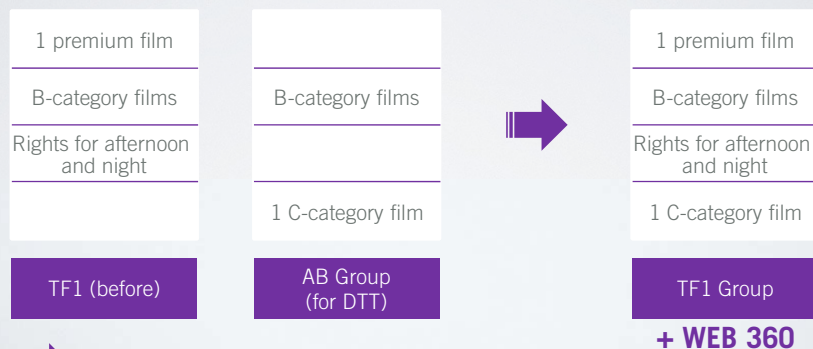 1 premium film
B-category films
Rights for afternoon
and night
TF1 (before)
B-category films
1 C-category film
AB Group
(for DTT)
1 premium film
B-category films
Rights for afternoon
and night
1 C-category film
TF1 Group
+ WEB 360